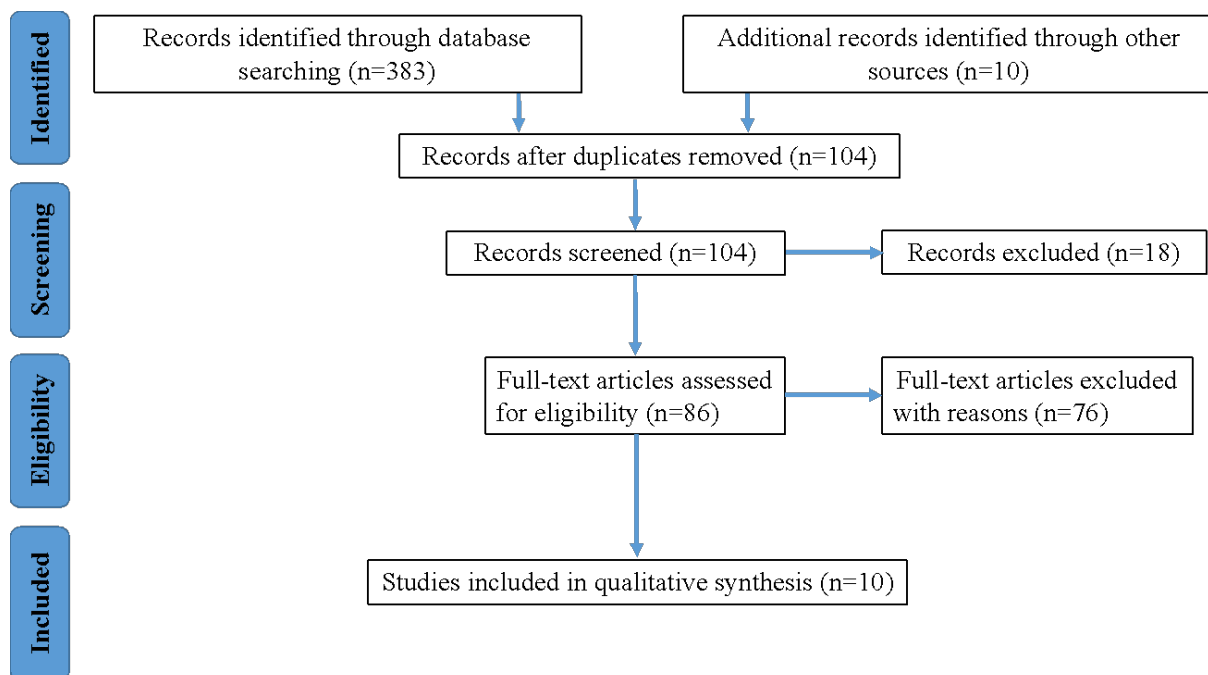 Identified
Records identified through database
searching (n=383)
Additional records identified through other
sources (n=10)
Records after duplicates removed (n=104)
Screening
Records screened (n=104)
Records excluded (n=18)
Eligibility
Full-text articles assessed
for eligibility (n=86)
Full-text articles excluded
with reasons (n=76)
Included
Studies included in qualitative synthesis (n=10)